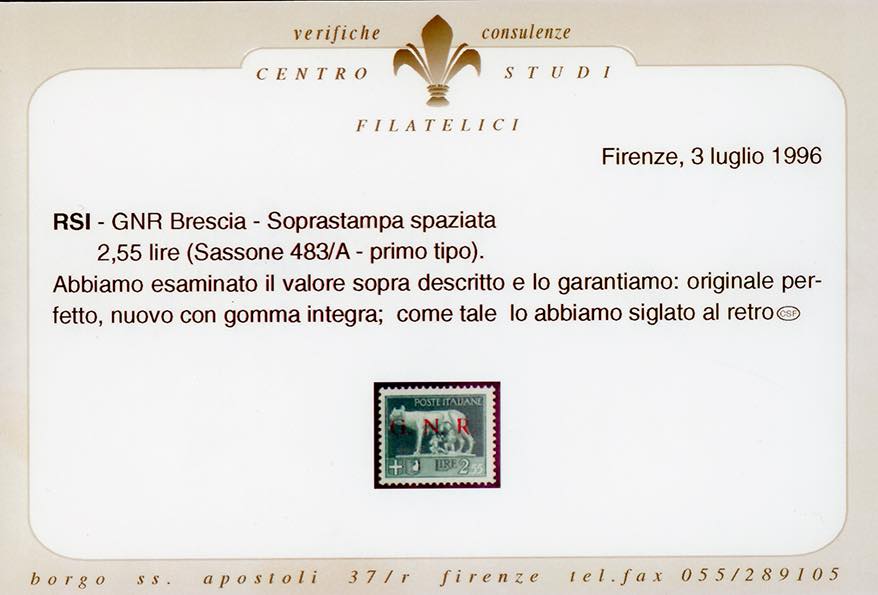 verifiche consulenze
CENTRO STUDI
FILATELICI
Firenze, 3 luglio 1996
RSI - GNR Brescia - Soprastampa spaziata
2,55 lire (Sassone 483/A - primo tipo).
Abbiamo esaminato il valore sopra descritto e lo garantiamo: originale per-
fetto, nuovo con gomma integra; come tale lo abbiamo siglato al retro CSF
POSTE ITALIANE
G. N. R
LIRE 2,55
borgo ss. apostoli 37/r firenze tel.fax 055/289105